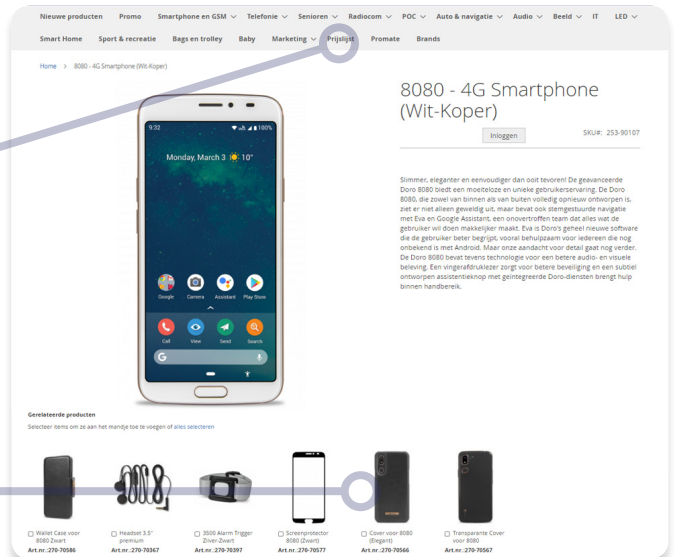 Nieuwe producten Promo Smartphone en GSM Telefonie Senioren Radiocom POC Auto & navigatie Audio Beeld IT LED
Smart Home Sport & recreatie Bags en trolley Baby Marketing Prijslijst Promate Brands
Home > 8080 - 4G Smartphone (Wit-Koper)
8080 - 4G Smartphone
(Wit-Koper)
Inloggen SKU#: 253-90107
Slimmer, eleganter en eenvoudiger dan ooit tevoren! De geavanceerde
Doro 8080 biedt een moeiteloze en unieke gebruikerservaring. De Doro
8080, die zowel van binnen als van buiten volledig opnieuw ontworpen is,
ziet er niet alleen geweldig uit, maar bevat ook stemgestuurde navigatie
met Eva en Google Assistant, een onovertroffen team dat alles wat de
gebruiker wil doen makkelijker maakt. Eva is Doro's geheel nieuwe software
die de gebruiker beter begrijpt, vooral behulpzaam voor iedereen die nog
onbekend is met Android. Maar onze aandacht voor detail gaat nog verder.
De Doro 8080 bevat tevens technologie voor een betere audio- en visuele
beleving. Een vingerafdruklezer zorgt voor betere beveiliging en een subtiel
ontworpen assistentieknop met geïntegreerde Doro-diensten brengt hulp
binnen handbereik.
9:32 100%
Monday, March 3 10°
Google Camera Assistant Play Store
Call View Send Search
Gerelateerde producten
Selecteer items om ze aan het mandje toe te voegen of alles selecteren
Wallet Case voor
8080 Zwart
Art.nr.:270-70586
Headset 3.5"
premium
Art.nr.:270-70367
3500 Alarm Trigger
Zilver-Zwart
Art.nr.:270-70397
Screenprotector
8080 (Zwart)
Art.nr.:270-70577
Cover voor 8080
(Elegant)
Art.nr.:270-70566
Transparente Cover
voor 8080
Art.nr.:270-70567